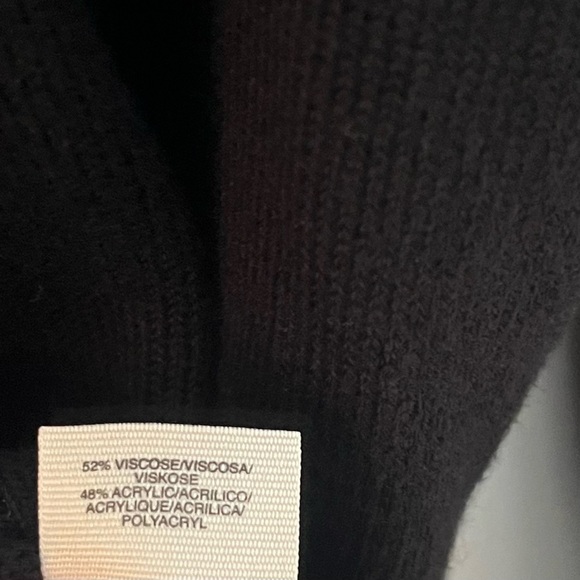 52% VISCOSE/VISCOSA/
VISKOSE
48% ACRYLIC/ACRILICO/
ACRYLIQUE/ACRILICA/
POLYACRYL